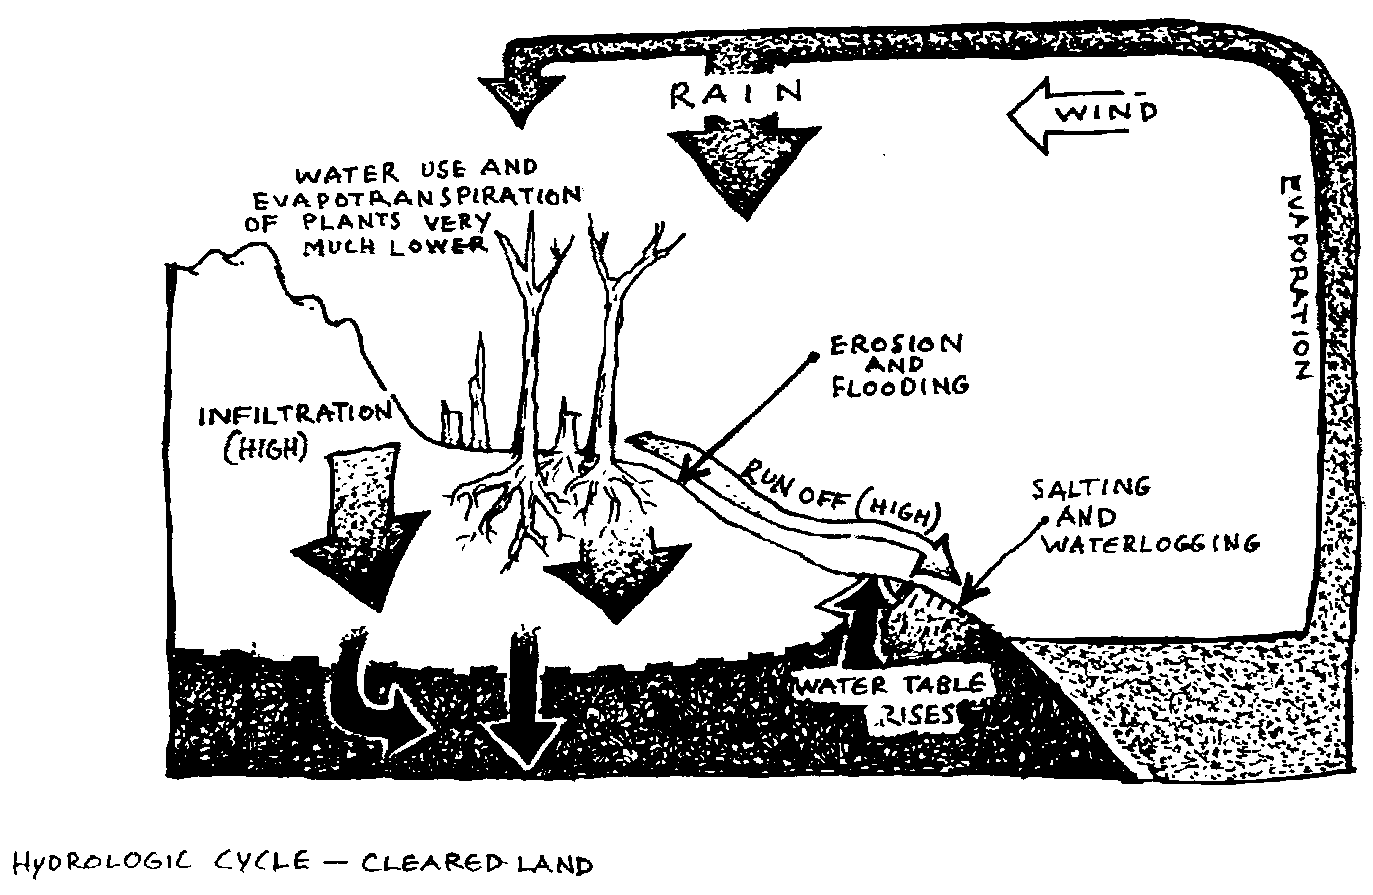 RAIN
WIND
WATER USE AND
EVAPOTRANSPIRATION
OF PLANTS VERY
MUCH LOWER
EVAPORATION
EROSION
AND
FLOODING
INFILTRATION
(HIGH)
RUN OFF (HIGH)
SALTING
AND
WATERLOGGING
WATER TABLE
RISES
HYDROLOGIC CYCLE — CLEARED LAND